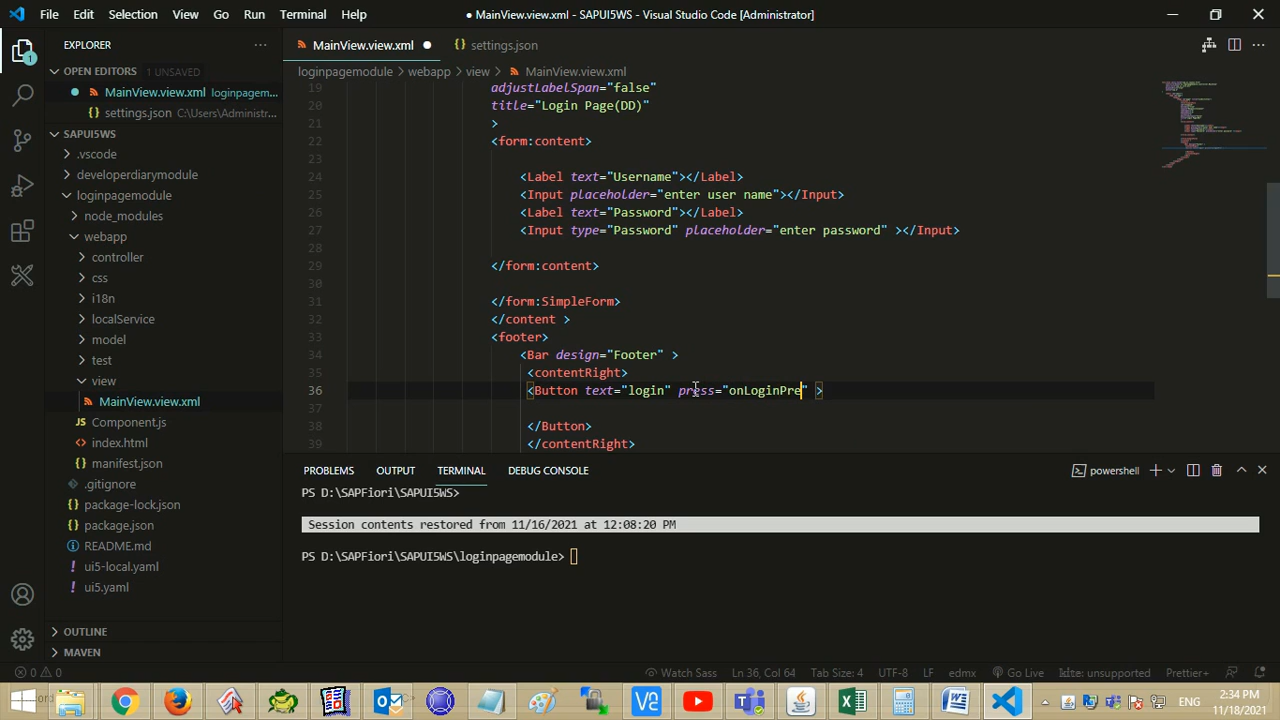 File Edit Selection View Go Run Terminal Help
● MainView.view.xml - SAPUI5WS - Visual Studio Code [Administrator]
EXPLORER
OPEN EDITORS 1 UNSAVED
● MainView.view.xml loginpagem...
settings.json C:\Users\Administr...
SAPUI5WS
.vscode
developerdiarymodule
loginpagemodule
node_modules
webapp
controller
css
i18n
localService
model
test
view
MainView.view.xml
Component.js
index.html
manifest.json
.gitignore
package-lock.json
package.json
README.md
ui5-local.yaml
ui5.yaml
OUTLINE
MAVEN
MainView.view.xml ● settings.json
loginpagemodule > webapp > view > MainView.view.xml
19 adjustLabelSpan="false"
20 title="Login Page(DD)"
21 >
22 <form:content>
23
24 <Label text="Username"></Label>
25 <Input placeholder="enter user name"></Input>
26 <Label text="Password"></Label>
27 <Input type="Password" placeholder="enter password" ></Input>
28
29 </form:content>
30
31 </form:SimpleForm>
32 </content >
33 <footer>
34 <Bar design="Footer" >
35 <contentRight>
36 <Button text="login" press="onLoginPre" >
37
38 </Button>
39 </contentRight>
PROBLEMS OUTPUT TERMINAL DEBUG CONSOLE
powershell
PS D:\SAPFiori\SAPUI5WS>
Session contents restored from 11/16/2021 at 12:08:20 PM
PS D:\SAPFiori\SAPUI5WS\loginpagemodule>
0 0 Watch Sass Ln 36, Col 64 Tab Size: 4 UTF-8 LF edmx Go Live kite: unsupported Prettier+
ENG
2:34 PM
11/18/2021